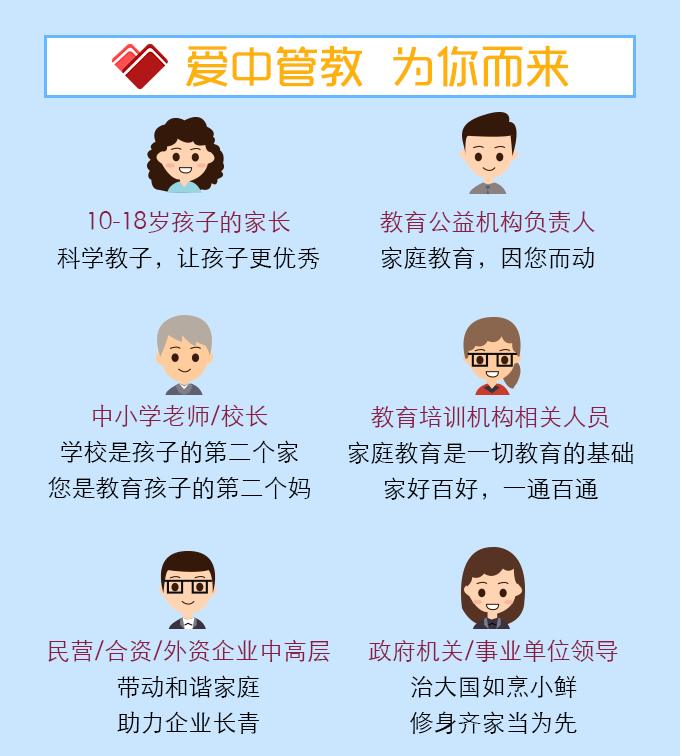 爱中管教 为你而来
10-18岁孩子的家长
科学教子，让孩子更优秀
教育公益机构负责人
家庭教育，因您而动
中小学老师/校长
学校是孩子的第二个家
您是教育孩子的第二个妈
教育培训机构相关人员
家庭教育是一切教育的基础
家好百好，一通百通
民营/合资/外资企业中高层
带动和谐家庭
助力企业长青
政府机关/事业单位领导
治大国如烹小鲜
修身齐家当为先